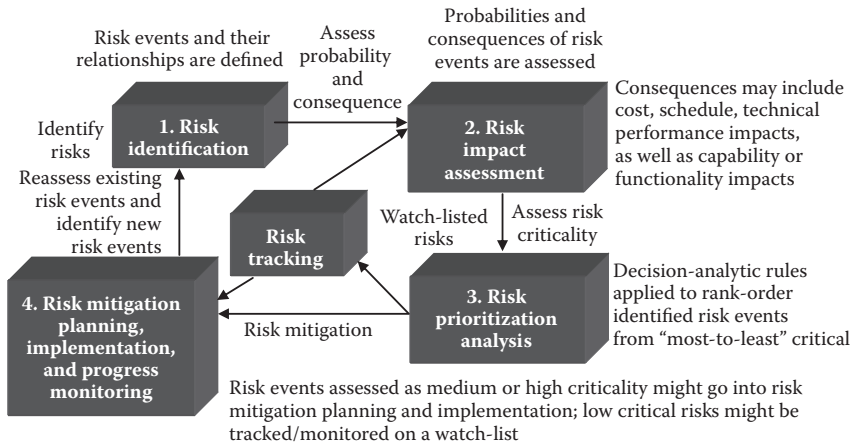 Risk events and their
relationships are defined
Assess
probability
and
consequence
Probabilities and
consequences of risk
events are assessed
Identify
risks
1. Risk
identification
2. Risk
impact
assessment
Consequences may include
cost, schedule, technical
performance impacts,
as well as capability or
functionality impacts
Reassess existing
risk events and
identify new
risk events
Risk
tracking
Watch-listed
risks
Assess risk
criticality
4. Risk mitigation
planning,
implementation,
and progress
monitoring
Risk mitigation
3. Risk
prioritization
analysis
Decision-analytic rules
applied to rank-order
identified risk events
from “most-to-least” critical
Risk events assessed as medium or high criticality might go into risk
mitigation planning and implementation; low critical risks might be
tracked/monitored on a watch-list